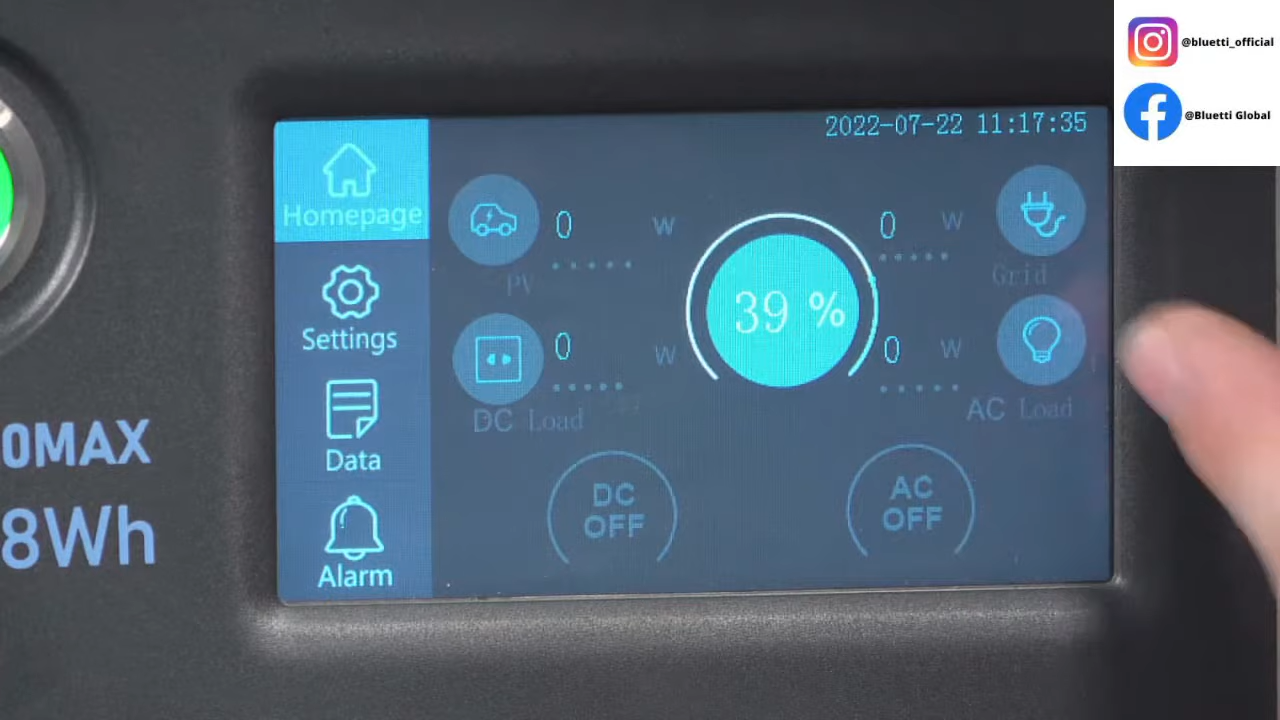 @bluetti_official
@Bluetti Global
2022-07-22 11:17:35
Homepage
Settings
Data
Alarm
0 W
PV
0 W
DC Load
39 %
0 W
Grid
0 W
AC Load
DC
OFF
AC
OFF
0MAX
8Wh